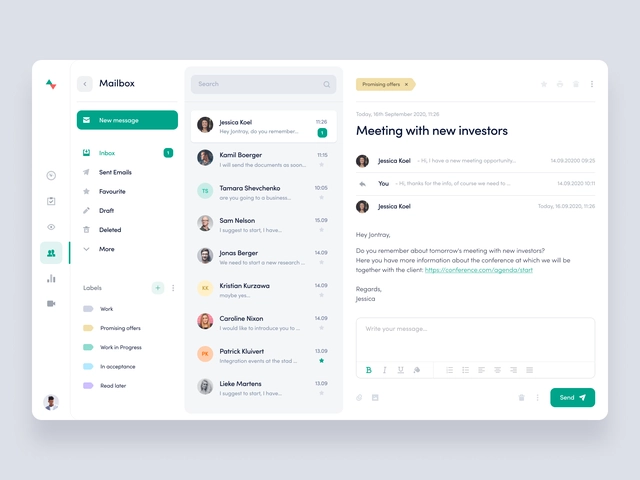 Mailbox
New message
Inbox
1
Sent Emails
Favourite
Draft
Deleted
More
Labels
+
Work
Promising offers
Work in Progress
In acceptance
Read later
Search
Jessica Koel
11:26
Hey Jontray, do you remember...
1
Kamil Boerger
11:15
I will send the documents as soon...
TS
Tamara Shevchenko
10:05
are you going to a business...
Sam Nelson
15.09
I suggest to start, I have...
Jonas Berger
14.09
We need to start a new research ...
KK
Kristian Kurzawa
14.09
maybe yes...
Caroline Nixon
14.09
I would like to introduce you to ...
PK
Patrick Kluivert
13.09
Integration events at the stad ...
Lieke Martens
13.09
I suggest to start, I have...
Promising offers ×
Today, 16th September 2020, 11:26
Meeting with new investors
Jessica Koel
- Hi, I have a new meeting opportunity...
14.09.20200 09:25
You
- Hi, thanks for the info, of course we need to ...
14.09.2020 10:11
Jessica Koel
Today, 16.09.2020, 11:26
Hey Jontray,
Do you remember about tomorrow's meeting with new investors?
Here you have more information about the conference at which we will be
together with the client: https://conference.com/agenda/start
Regards,
Jessica
Write your message...
B I U
Send